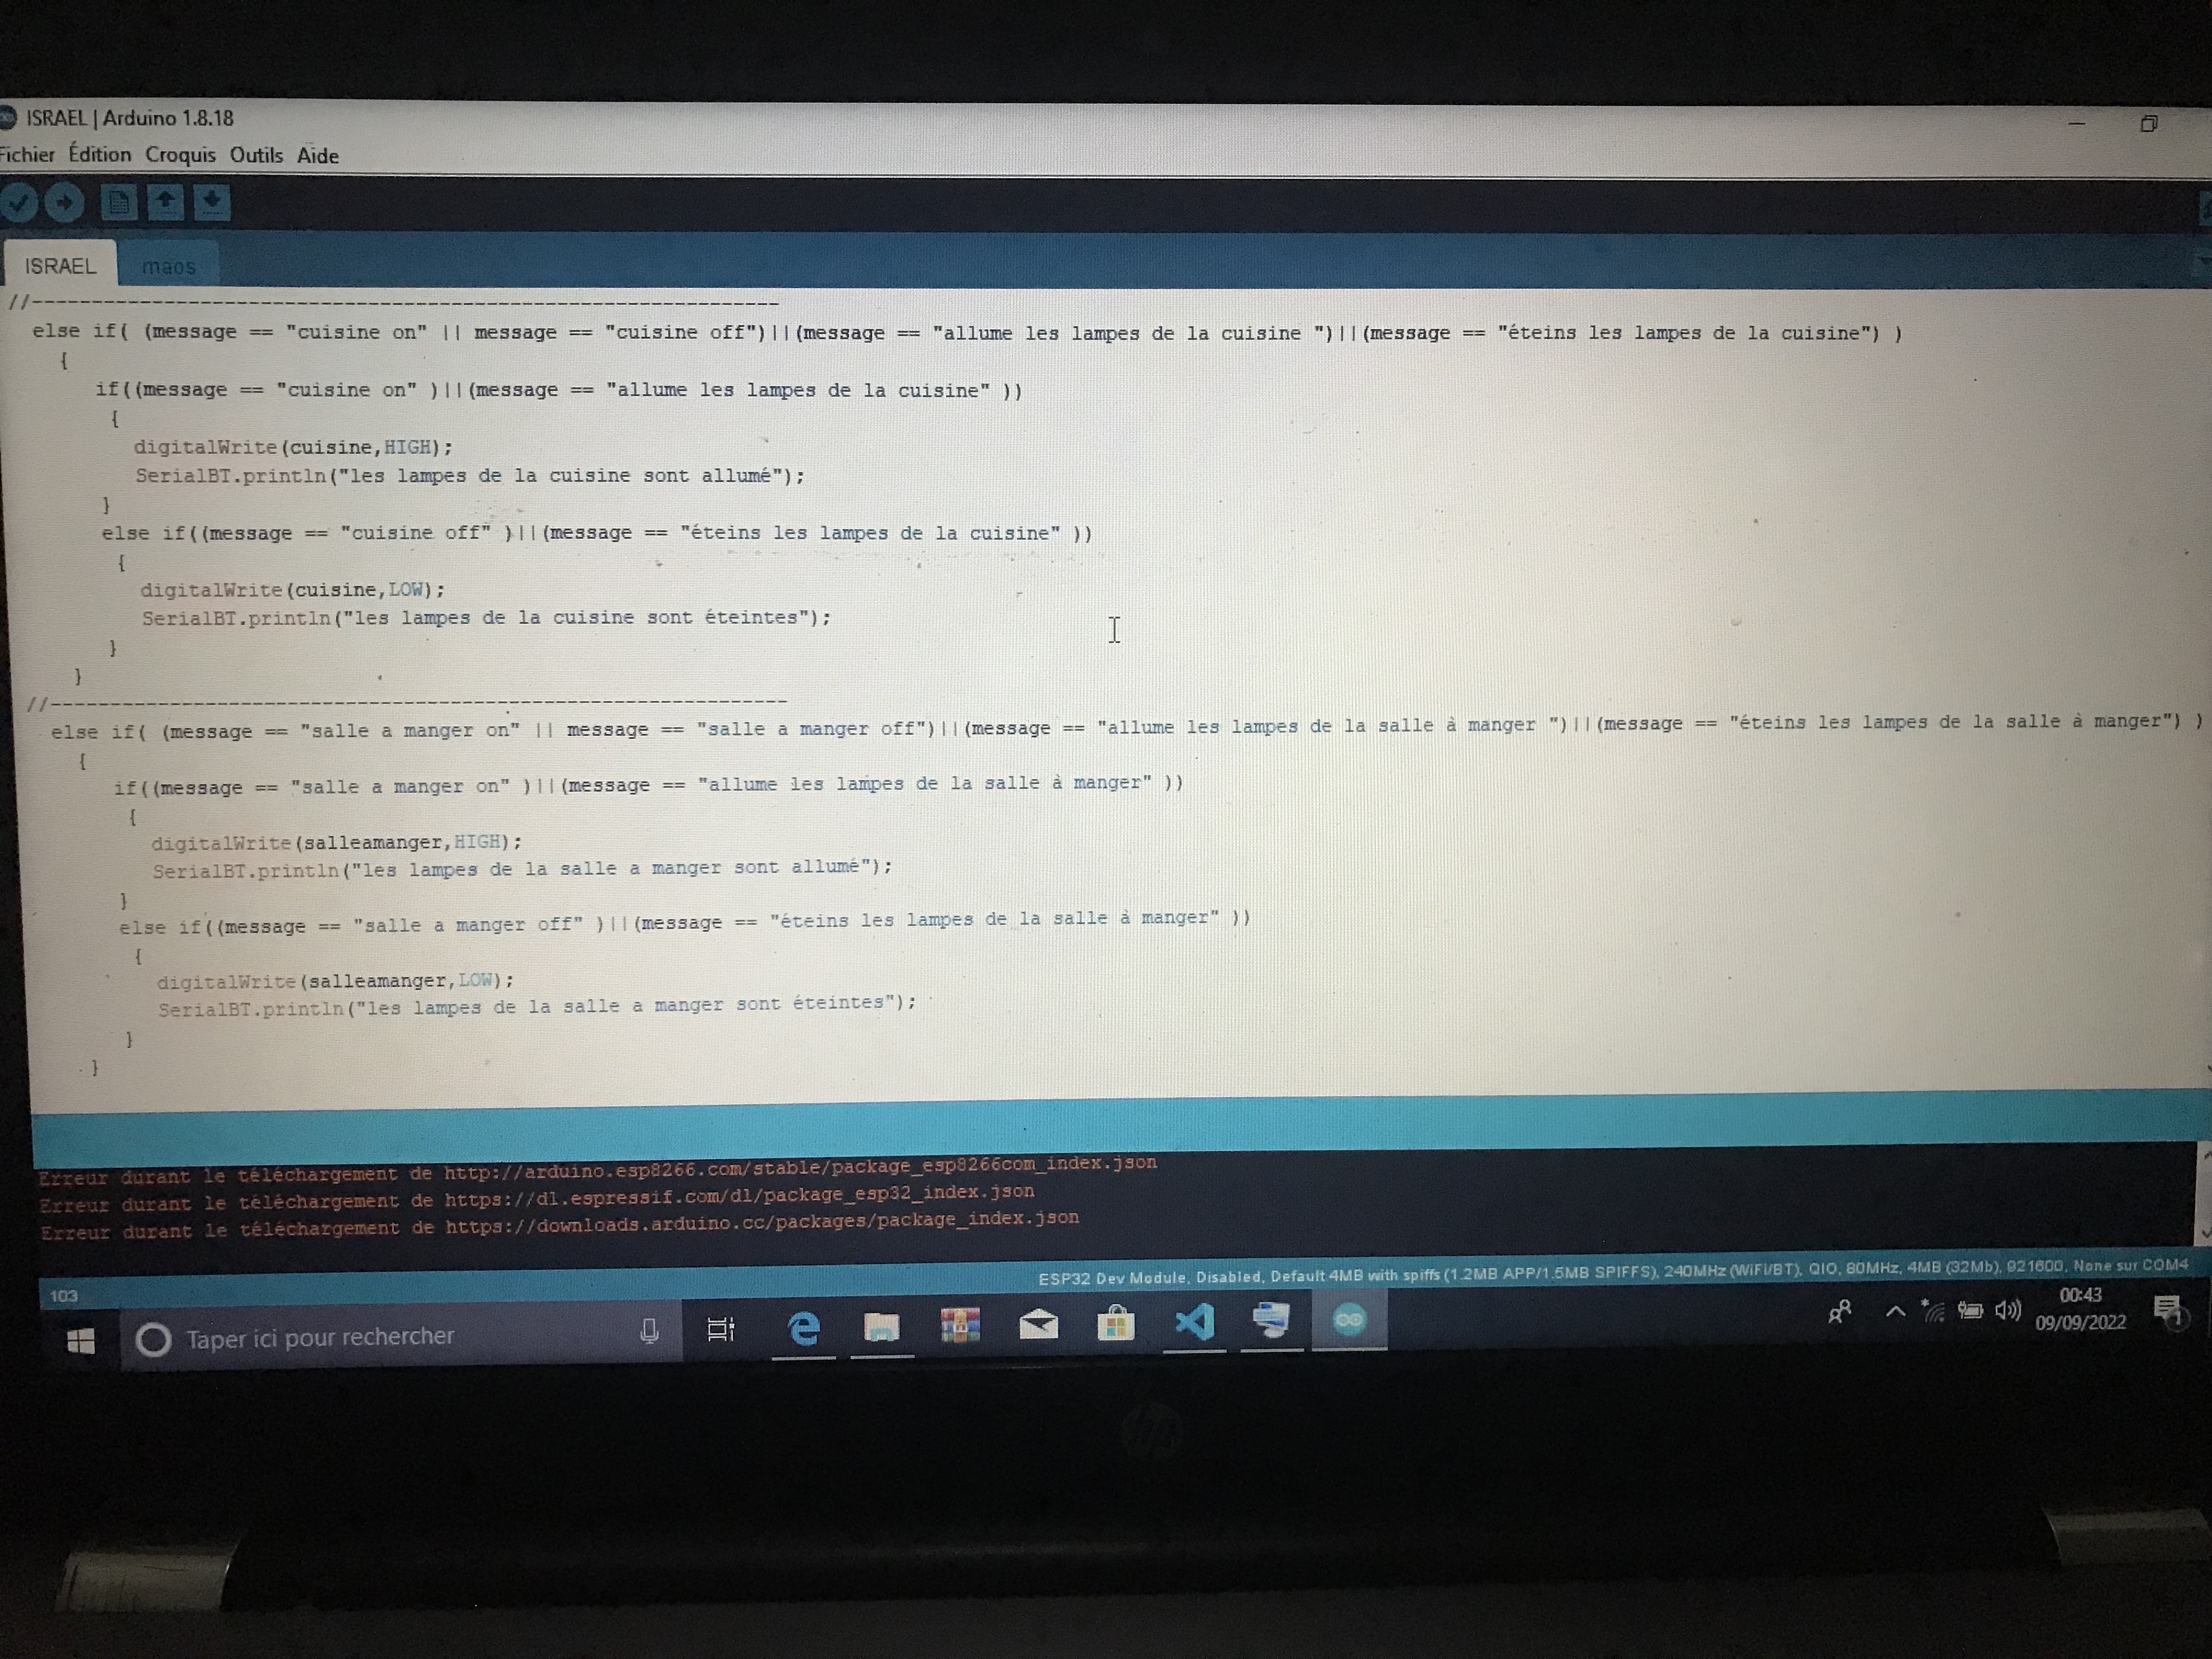 ISRAEL | Arduino 1.8.18
Fichier Édition Croquis Outils Aide
ISRAEL maos
//--------------------------------------------------------------
else if( (message == "cuisine on" || message == "cuisine off")||(message == "allume les lampes de la cuisine ")||(message == "éteins les lampes de la cuisine") )
{
if((message == "cuisine on" )||(message == "allume les lampes de la cuisine" ))
{
digitalWrite(cuisine,HIGH);
SerialBT.println("les lampes de la cuisine sont allumé");
}
else if((message == "cuisine off" )||(message == "éteins les lampes de la cuisine" ))
{
digitalWrite(cuisine,LOW);
SerialBT.println("les lampes de la cuisine sont éteintes");
}
}
//--------------------------------------------------------------
else if( (message == "salle a manger on" || message == "salle a manger off")||(message == "allume les lampes de la salle à manger ")||(message == "éteins les lampes de la salle à manger") )
{
if((message == "salle a manger on" )||(message == "allume les lampes de la salle à manger" ))
{
digitalWrite(salleamanger,HIGH);
SerialBT.println("les lampes de la salle a manger sont allumé");
}
else if((message == "salle a manger off" )||(message == "éteins les lampes de la salle à manger" ))
{
digitalWrite(salleamanger,LOW);
SerialBT.println("les lampes de la salle a manger sont éteintes");
}
}
Erreur durant le téléchargement de http://arduino.esp8266.com/stable/package_esp8266com_index.json
Erreur durant le téléchargement de https://dl.espressif.com/dl/package_esp32_index.json
Erreur durant le téléchargement de https://downloads.arduino.cc/packages/package_index.json
103 ESP32 Dev Module, Disabled, Default 4MB with spiffs (1.2MB APP/1.5MB SPIFFS), 240MHz (WiFi/BT), QIO, 80MHz, 4MB (32Mb), 921600, None sur COM4
Taper ici pour rechercher
00:43
09/09/2022
1
hp